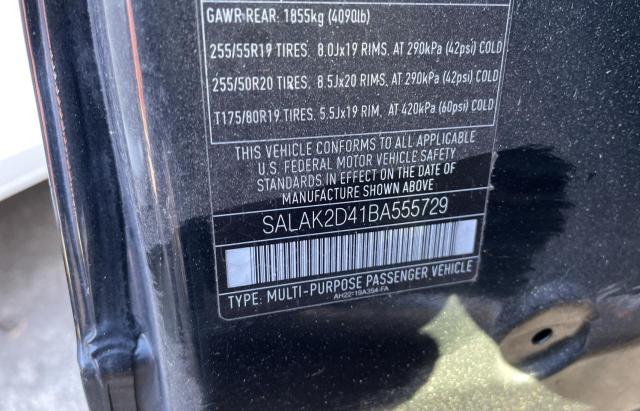 GAWR REAR: 1855kg (4090lb)
255/55R19 TIRES, 8.0Jx19 RIMS, AT 290kPa (42psi) COLD
255/50R20 TIRES, 8.5Jx20 RIMS, AT 290kPa (42psi) COLD
T175/80R19 TIRES, 5.5Jx19 RIM, AT 420kPa (60psi) COLD
THIS VEHICLE CONFORMS TO ALL APPLICABLE
U.S. FEDERAL MOTOR VEHICLE SAFETY
STANDARDS IN EFFECT ON THE DATE OF
MANUFACTURE SHOWN ABOVE
SALAK2D41BA555729
TYPE: MULTI-PURPOSE PASSENGER VEHICLE
AH22-19A354-FA